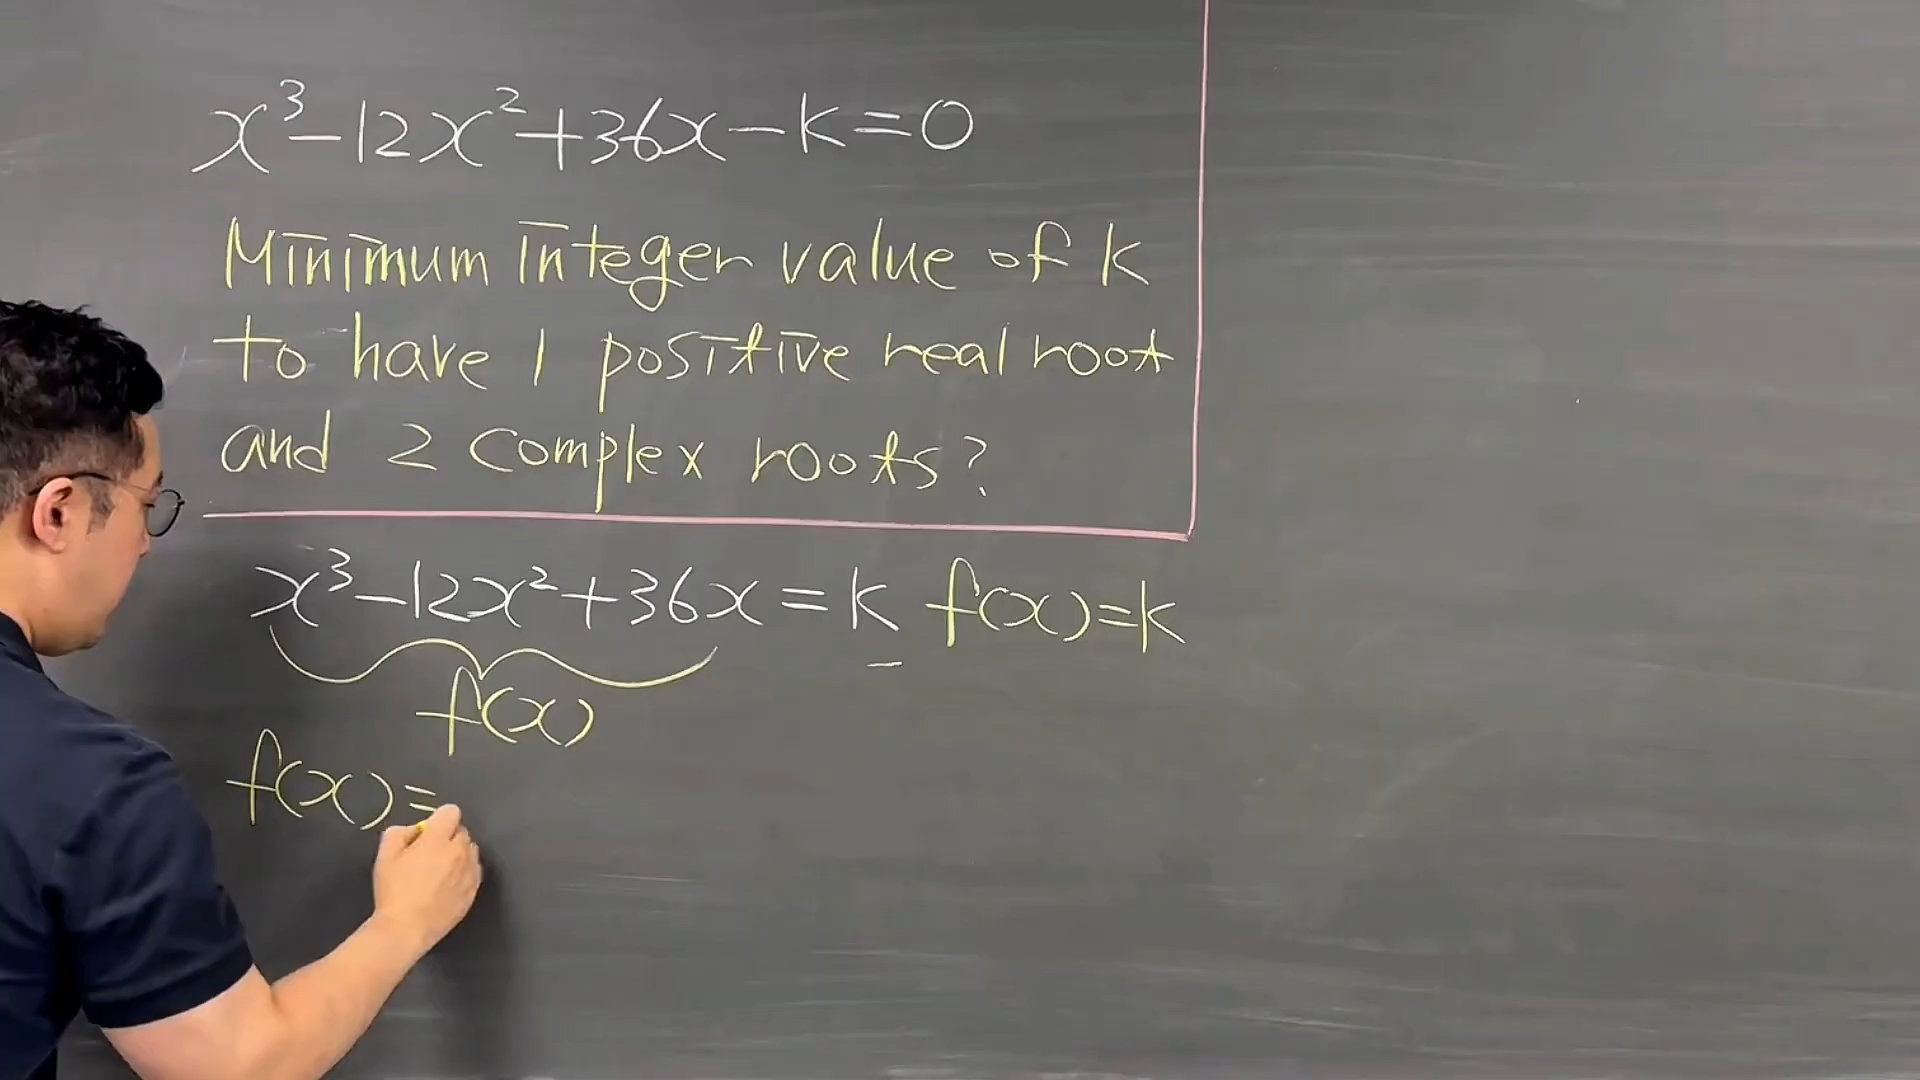 x³-12x²+36x-k=0
Minimum integer value of k
to have 1 positive real root
and 2 complex roots?
x³-12x²+36x=k f(x)=k
f(x)
f(x)=